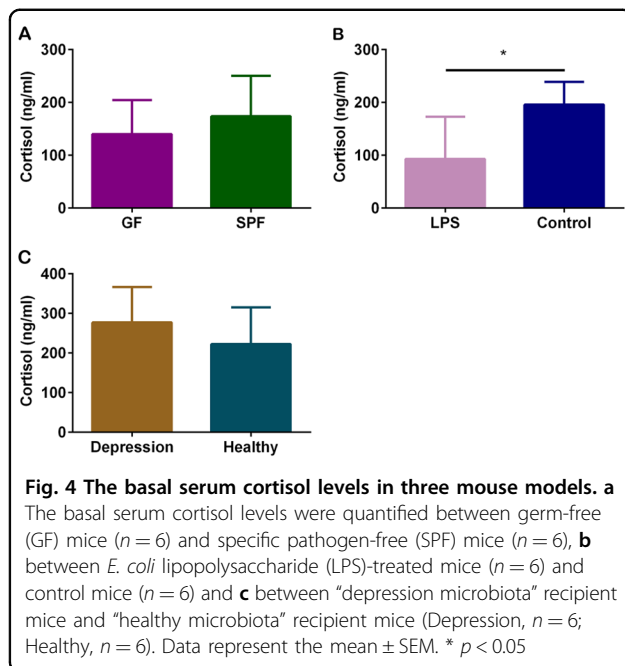 A
300
200
100
0
Cortisol (ng/ml)
GF
SPF
B
*
300
200
100
0
Cortisol (ng/ml)
LPS
Control
C
400
300
200
100
0
Cortisol (ng/ml)
Depression
Healthy
Fig. 4 The basal serum cortisol levels in three mouse models. a
The basal serum cortisol levels were quantified between germ-free
(GF) mice (n = 6) and specific pathogen-free (SPF) mice (n = 6), b
between E. coli lipopolysaccharide (LPS)-treated mice (n = 6) and
control mice (n = 6) and c between “depression microbiota” recipient
mice and “healthy microbiota” recipient mice (Depression, n = 6;
Healthy, n = 6). Data represent the mean ± SEM. * p < 0.05